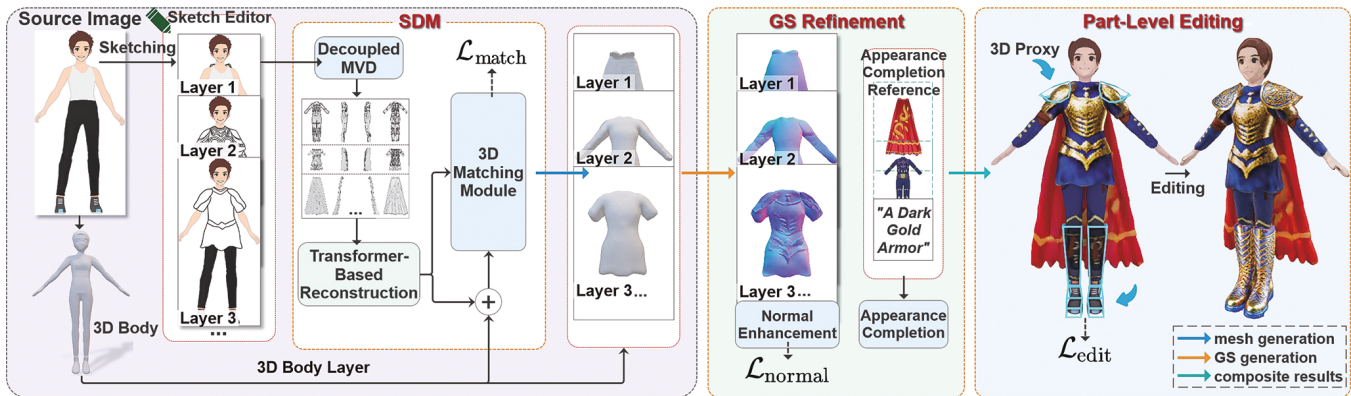 Source Image
Sketch Editor
Sketching
Layer 1
Layer 2
Layer 3
...
3D Body
3D Body Layer
SDM
Decoupled
MVD
...
Transformer-
Based
Reconstruction
+
ℒmatch
3D
Matching
Module
Layer 1
Layer 2
Layer 3...
GS Refinement
Layer 1
Layer 2
Layer 3...
Normal
Enhancement
ℒnormal
Appearance
Completion
Reference
"A Dark
Gold
Armor"
Appearance
Completion
Part-Level Editing
3D Proxy
Editing
ℒedit
mesh generation
GS generation
composite results